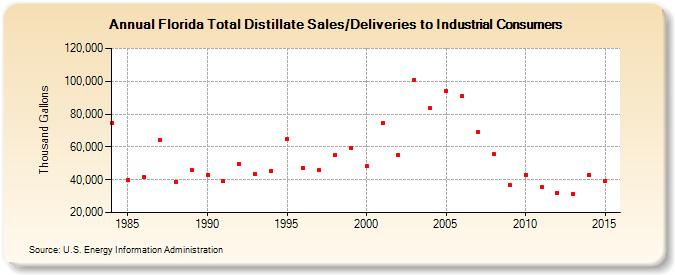 Annual Florida Total Distillate Sales/Deliveries to Industrial Consumers
Thousand Gallons
120,000
100,000
80,000
60,000
40,000
20,000
1985 1990 1995 2000 2005 2010 2015
Source: U.S. Energy Information Administration